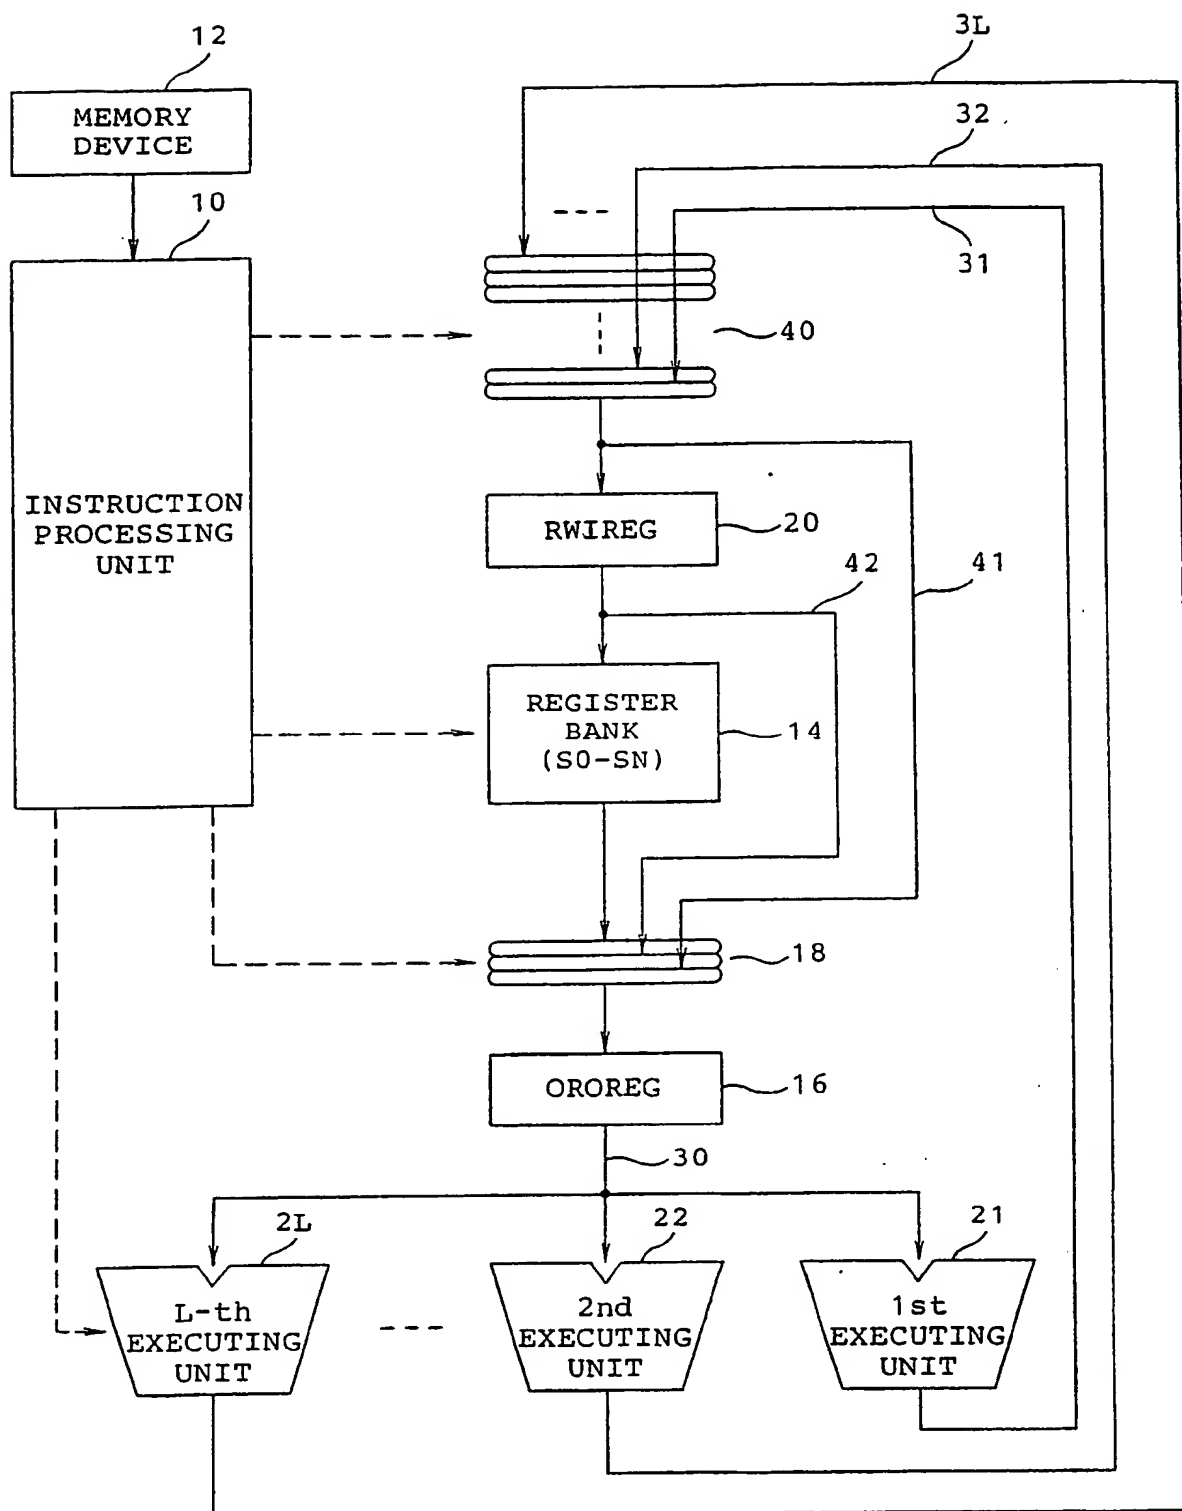 12
3L
MEMORY
DEVICE
32
10
31
40
INSTRUCTION
PROCESSING
UNIT
RWIREG
20
42
41
REGISTER
BANK
(S0-SN)
14
18
OROREG
16
30
2L
22
21
L-th
EXECUTING
UNIT
2nd
EXECUTING
UNIT
1st
EXECUTING
UNIT